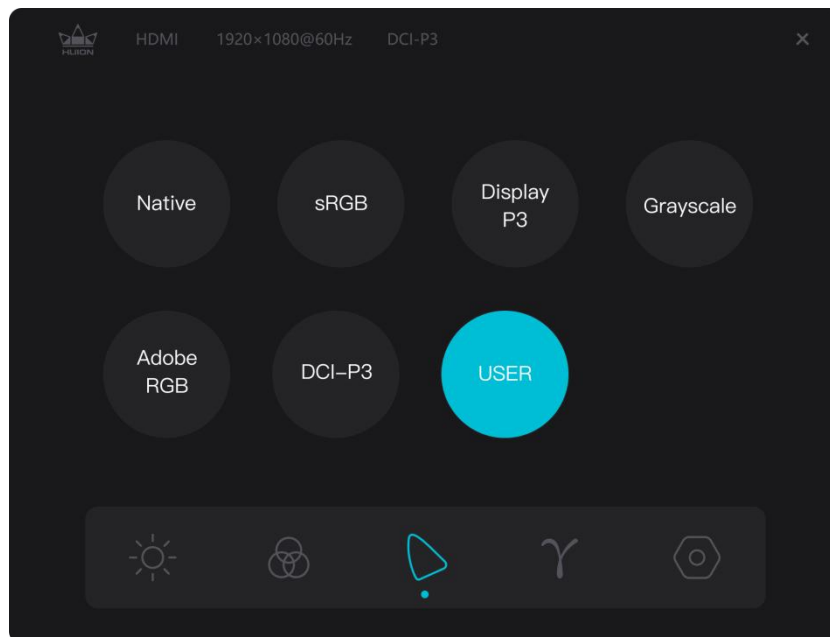 HUION
HDMI 1920×1080@60Hz DCI-P3
Native
sRGB
Display
P3
Grayscale
Adobe
RGB
DCI–P3
USER
γ